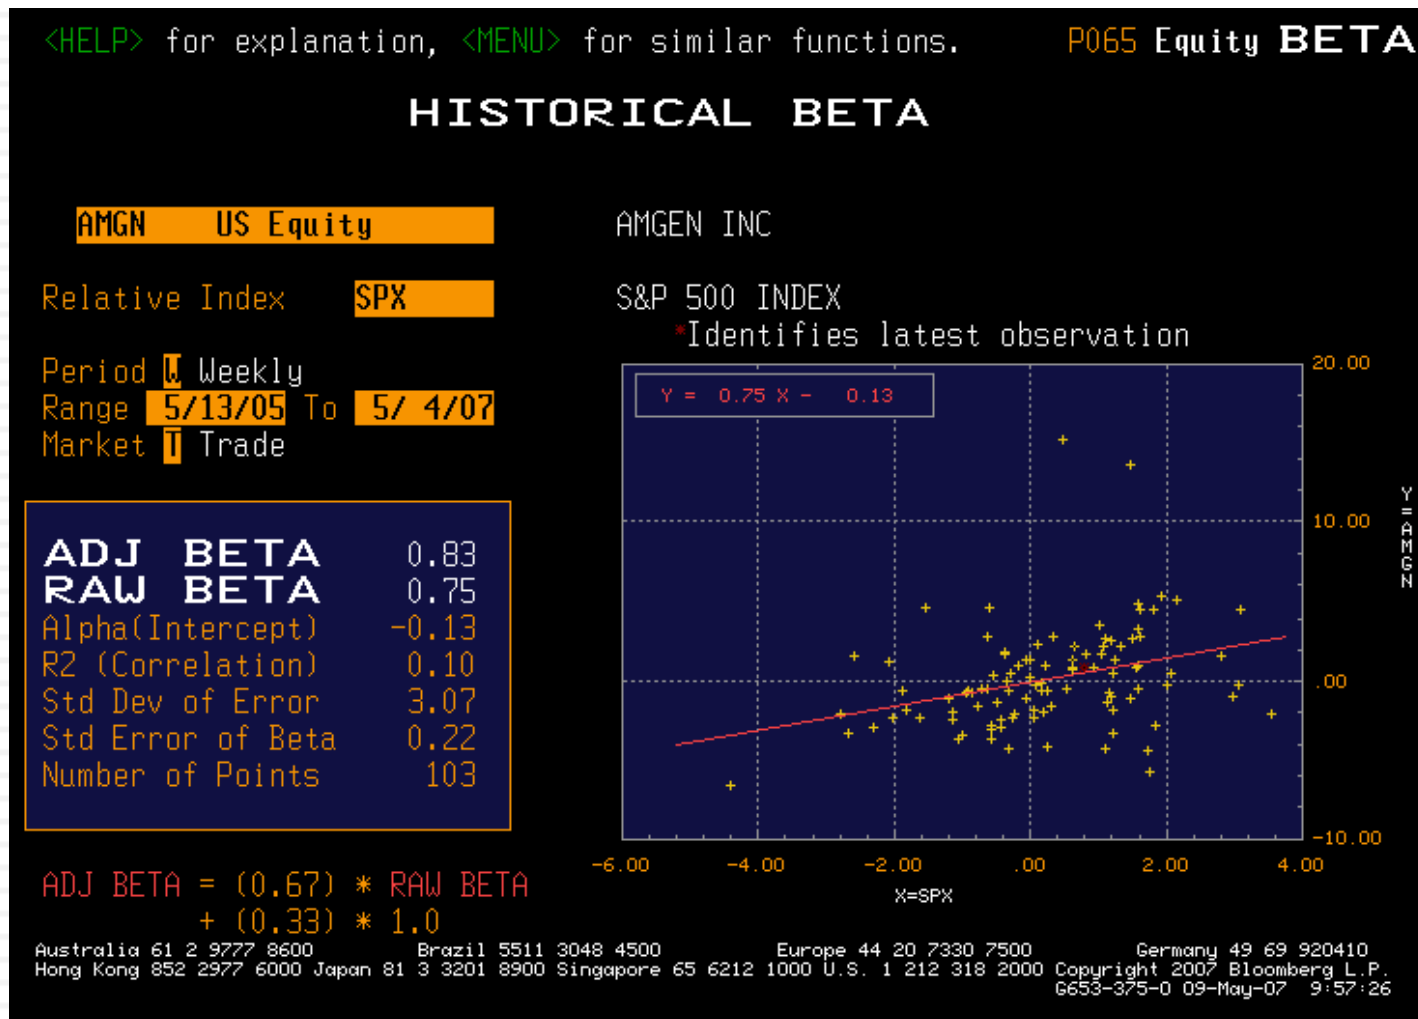 <HELP> for explanation, <MENU> for similar functions. P065 Equity BETA
HISTORICAL BETA
AMGN US Equity AMGEN INC
Relative Index SPX S&P 500 INDEX
*Identifies latest observation
Period W Weekly
Range 5/13/05 To 5/ 4/07
Market T Trade
Y = 0.75 X - 0.13
20.00
10.00
.00
-10.00
Y=AMGN
ADJ BETA 0.83
RAW BETA 0.75
Alpha(Intercept) -0.13
R2 (Correlation) 0.10
Std Dev of Error 3.07
Std Error of Beta 0.22
Number of Points 103
-6.00 -4.00 -2.00 .00 2.00 4.00
X=SPX
ADJ BETA = (0.67) * RAW BETA
+ (0.33) * 1.0
Australia 61 2 9777 8600 Brazil 5511 3048 4500 Europe 44 20 7330 7500 Germany 49 69 920410
Hong Kong 852 2977 6000 Japan 81 3 3201 8900 Singapore 65 6212 1000 U.S. 1 212 318 2000 Copyright 2007 Bloomberg L.P.
G653-375-0 09-May-07 9:57:26